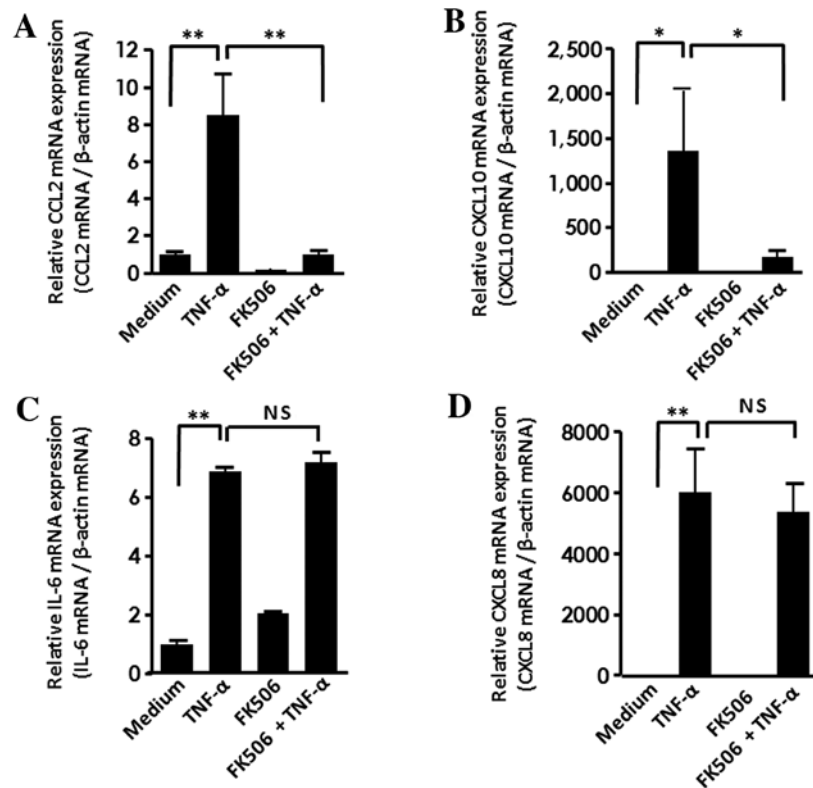 A
Relative CCL2 mRNA expression
(CCL2 mRNA / β-actin mRNA)
12
10
8
6
4
2
0
**
**
Medium
TNF-α
FK506
FK506 + TNF-α
B
Relative CXCL10 mRNA expression
(CXCL10 mRNA / β-actin mRNA)
2,500
2,000
1,500
1,000
500
0
*
*
Medium
TNF-α
FK506
FK506 + TNF-α
C
Relative IL-6 mRNA expression
(IL-6 mRNA / β-actin mRNA)
8
6
4
2
0
**
NS
Medium
TNF-α
FK506
FK506 + TNF-α
D
Relative CXCL8 mRNA expression
(CXCL8 mRNA / β-actin mRNA)
8000
6000
4000
2000
0
**
NS
Medium
TNF-α
FK506
FK506 + TNF-α